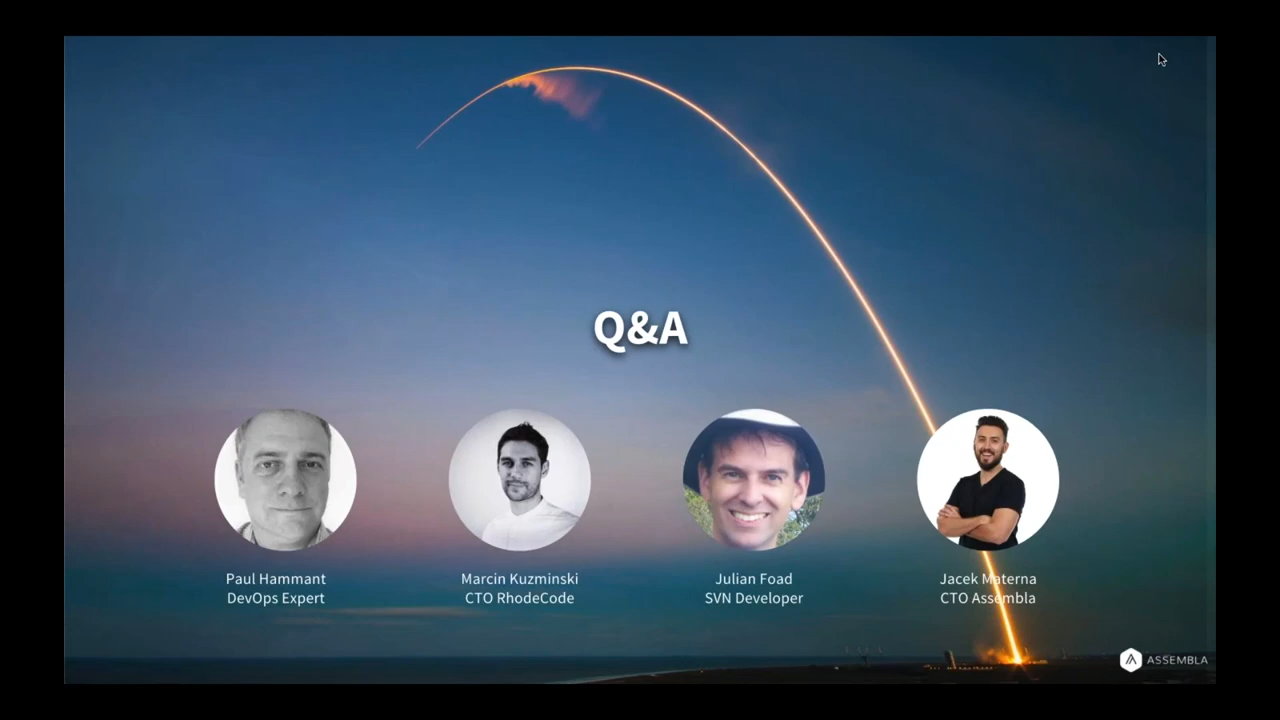 Q&A
Paul Hammant
DevOps Expert
Marcin Kuzminski
CTO RhodeCode
Julian Foad
SVN Developer
Jacek Materna
CTO Assembla
ASSEMBLA